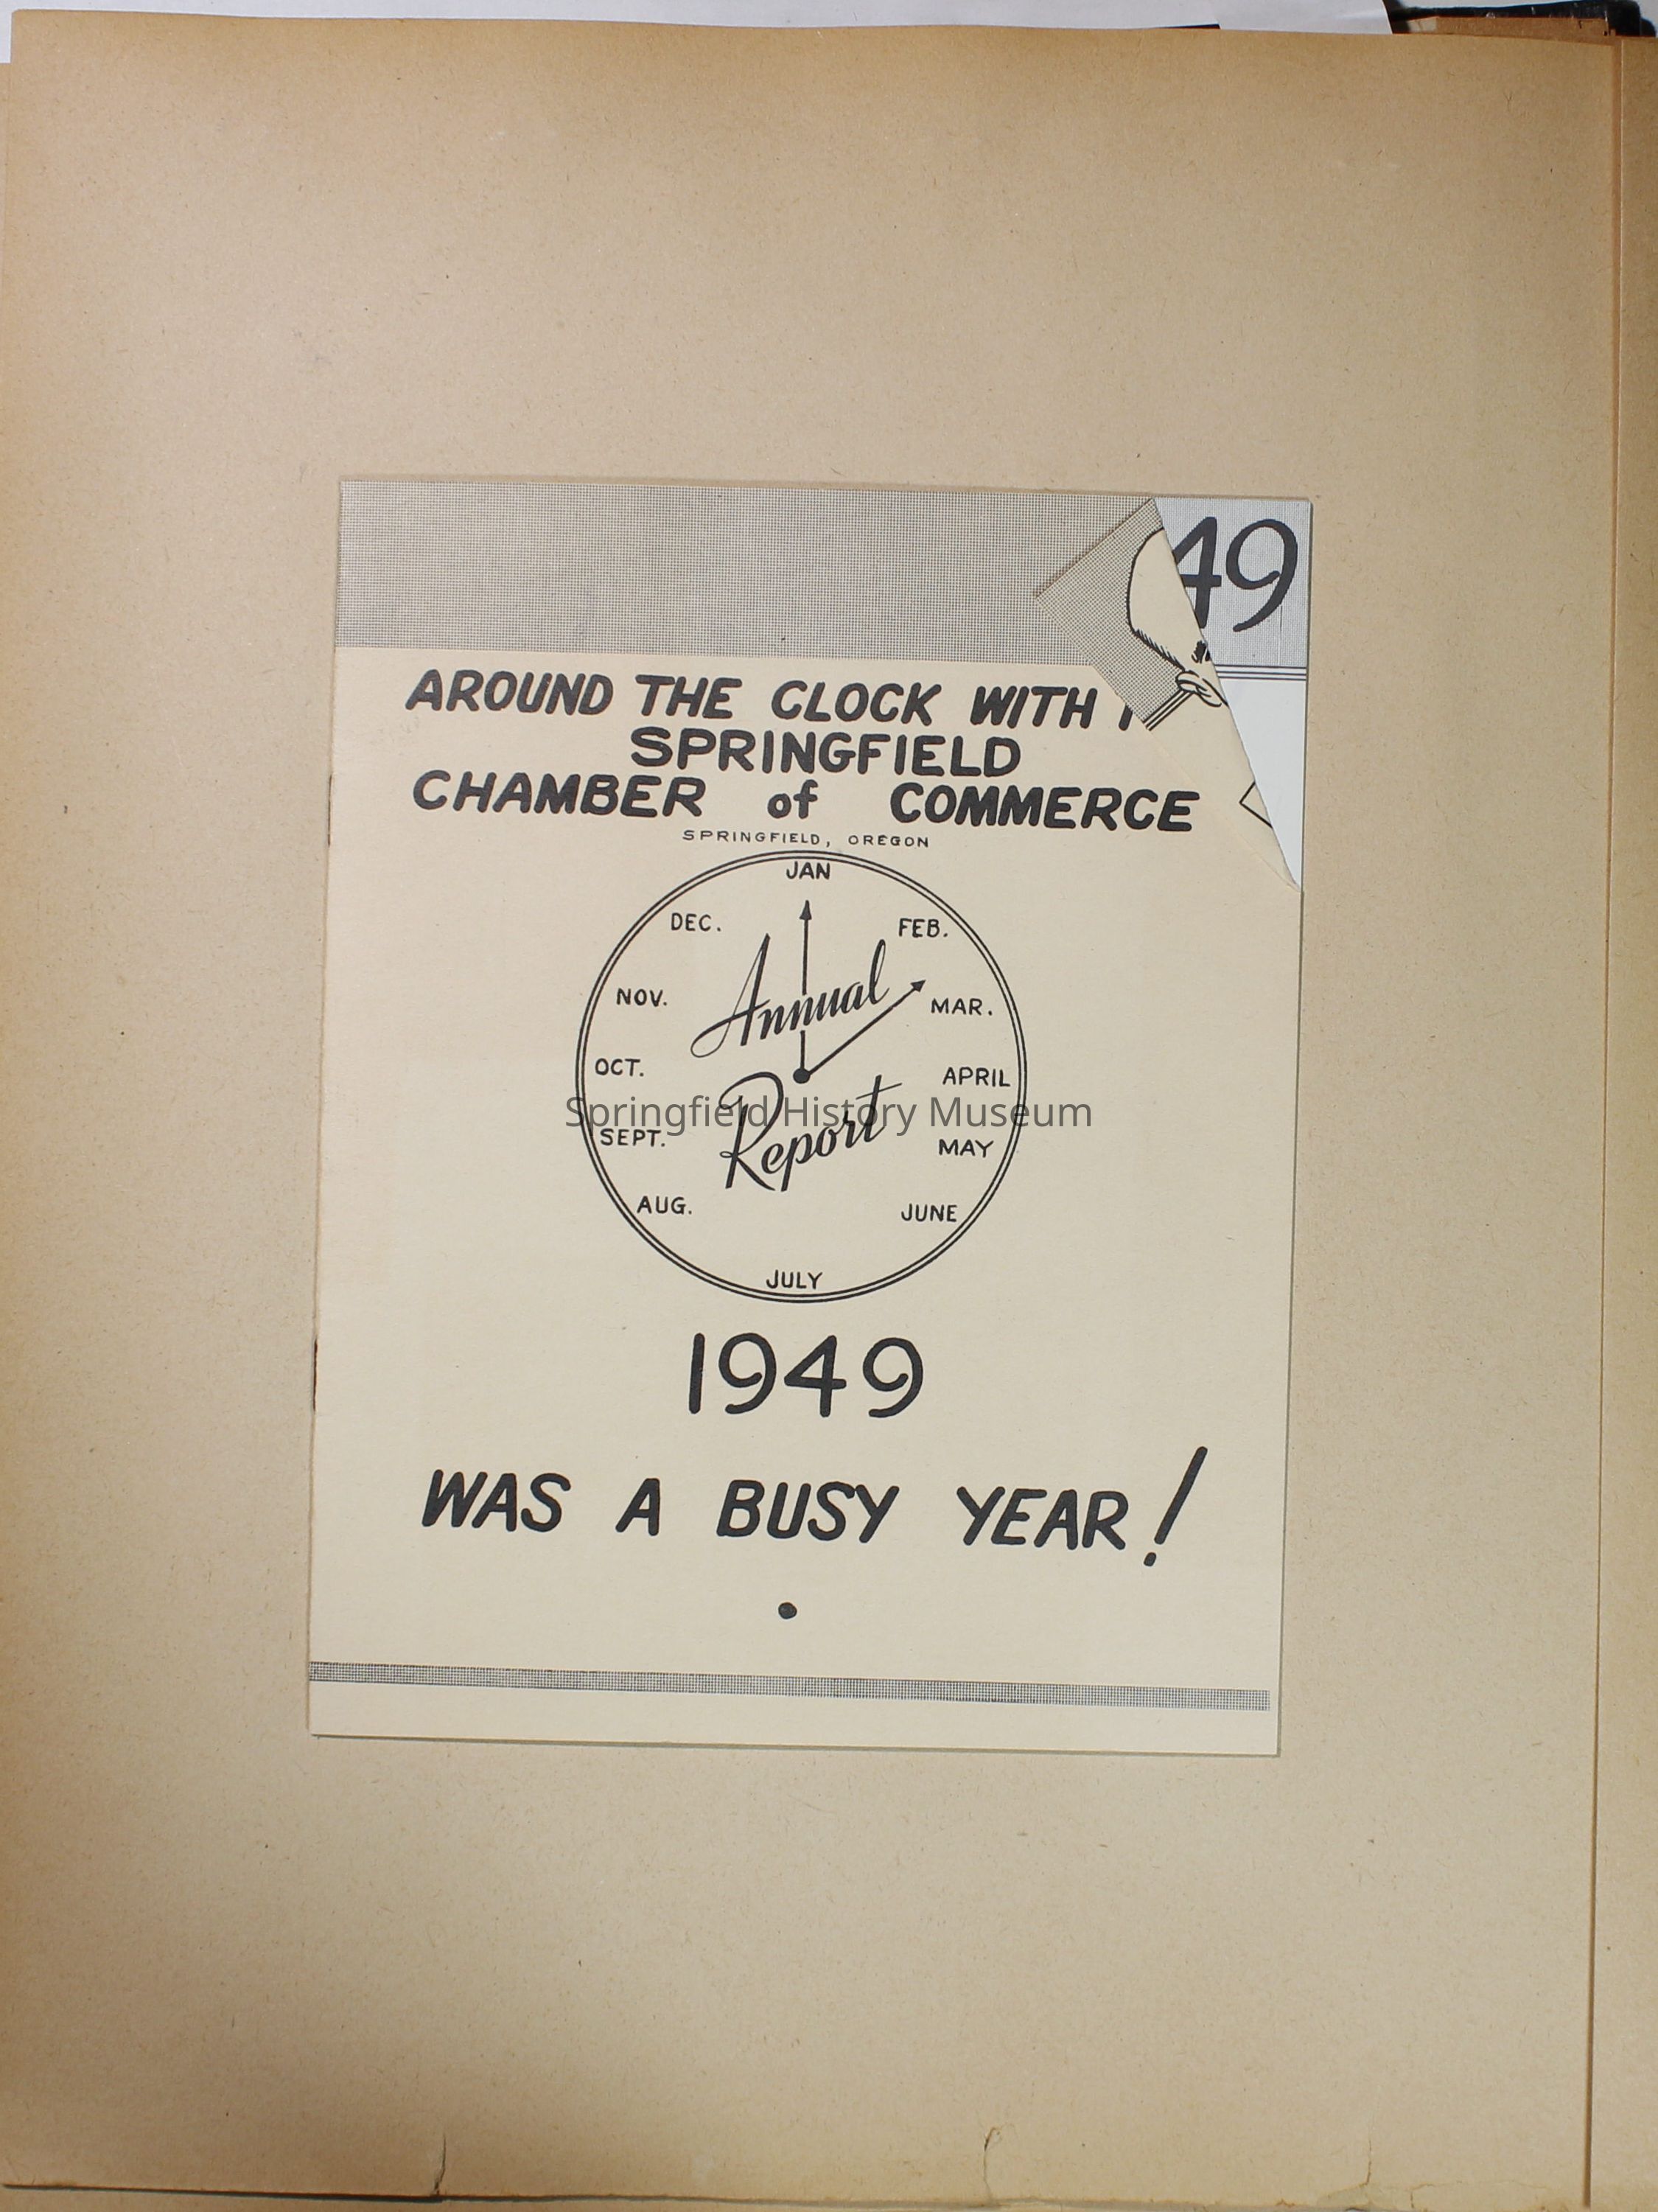 49
AROUND THE CLOCK WITH
SPRINGFIELD
CHAMBER of COMMERCE
SPRINGFIELD, OREGON
JAN
DEC. FEB.
Annual
NOV. MAR.
OCT. APRIL
Springfield History Museum
Report
SEPT. MAY
AUG. JUNE
JULY
1949
WAS A BUSY YEAR!